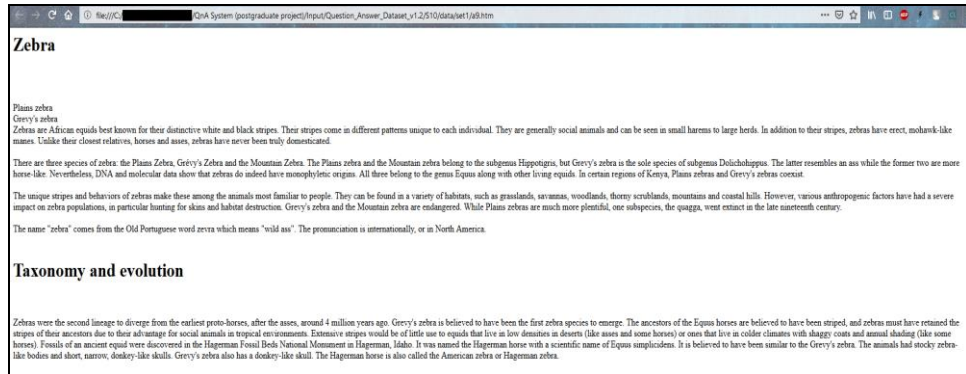 file:///C:/ /QnA System (postgraduate project)/Input/Question_Answer_Dataset_v1.2/S10/data/set1/a9.htm
Zebra
Plains zebra
Grevy's zebra
Zebras are African equids best known for their distinctive white and black stripes. Their stripes come in different patterns unique to each individual. They are generally social animals and can be seen in small harems to large herds. In addition to their stripes, zebras have erect, mohawk-like
manes. Unlike their closest relatives, horses and asses, zebras have never been truly domesticated.
There are three species of zebra: the Plains Zebra, Grévy's Zebra and the Mountain Zebra. The Plains zebra and the Mountain zebra belong to the subgenus Hippotigris, but Grevy's zebra is the sole species of subgenus Dolichohippus. The latter resembles an ass while the former two are more
horse-like. Nevertheless, DNA and molecular data show that zebras do indeed have monophyletic origins. All three belong to the genus Equus along with other living equids. In certain regions of Kenya, Plains zebras and Grevy's zebras coexist.
The unique stripes and behaviors of zebras make these among the animals most familiar to people. They can be found in a variety of habitats, such as grasslands, savannas, woodlands, thorny scrublands, mountains and coastal hills. However, various anthropogenic factors have had a severe
impact on zebra populations, in particular hunting for skins and habitat destruction. Grevy's zebra and the Mountain zebra are endangered. While Plains zebras are much more plentiful, one subspecies, the quagga, went extinct in the late nineteenth century.
The name "zebra" comes from the Old Portuguese word zevra which means "wild ass". The pronunciation is internationally, or in North America.
Taxonomy and evolution
Zebras were the second lineage to diverge from the earliest proto-horses, after the asses, around 4 million years ago. Grevy's zebra is believed to have been the first zebra species to emerge. The ancestors of the Equus horses are believed to have been striped, and zebras must have retained the
stripes of their ancestors due to their advantage for social animals in tropical environments. Extensive stripes would be of little use to equids that live in low densities in deserts (like asses and some horses) or ones that live in colder climates with shaggy coats and annual shading (like some
horses). Fossils of an ancient equid were discovered in the Hagerman Fossil Beds National Monument in Hagerman, Idaho. It was named the Hagerman horse with a scientific name of Equus simplicidens. It is believed to have been similar to the Grevy's zebra. The animals had stocky zebra-
like bodies and short, narrow, donkey-like skulls. Grevy's zebra also has a donkey-like skull. The Hagerman horse is also called the American zebra or Hagerman zebra.